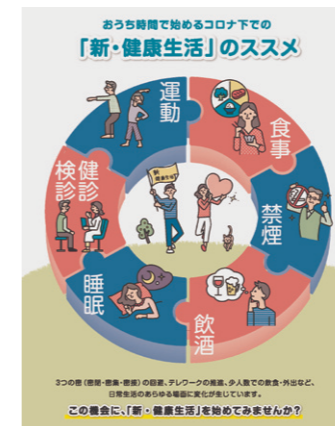 おうち時間で始めるコロナ下での
「新・健康生活」のススメ
運動
食事
健診
検診
禁煙
睡眠
飲酒
3つの密(密閉・密集・密接)の回避、テレワークの推進、少人数での飲食・外出など、
日常生活のあらゆる場面に変化が生じています。
この機会に、「新・健康生活」を始めてみませんか?